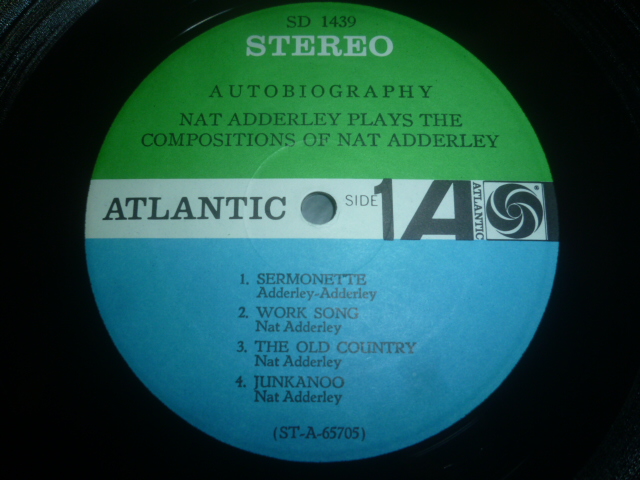 SD 1439
STEREO
AUTOBIOGRAPHY
NAT ADDERLEY PLAYS THE
COMPOSITIONS OF NAT ADDERLEY
ATLANTIC SIDE 1 A ATLANTIC
1. SERMONETTE
Adderley-Adderley
2. WORK SONG
Nat Adderley
3. THE OLD COUNTRY
Nat Adderley
4. JUNKANOO
Nat Adderley
(ST-A-65705)